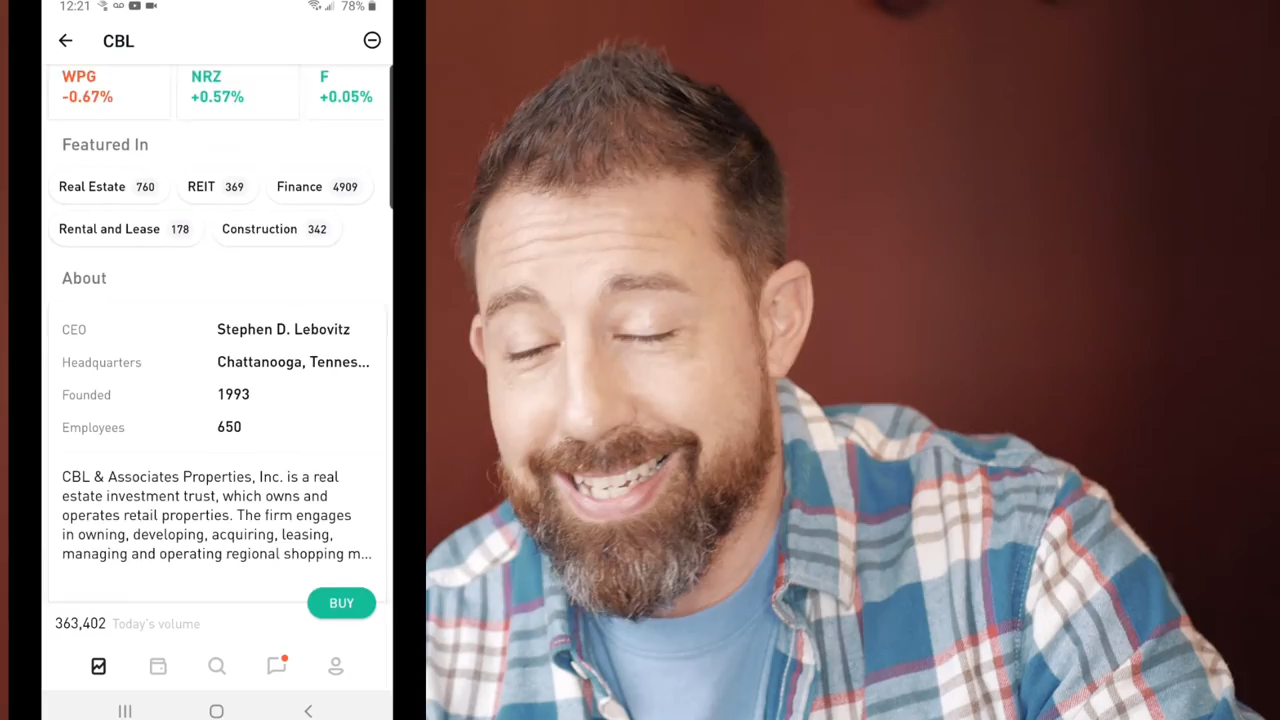 12:21 78%
CBL
WPG NRZ F
-0.67% +0.57% +0.05%
Featured In
Real Estate 760 REIT 369 Finance 4909
Rental and Lease 178 Construction 342
About
CEO Stephen D. Lebovitz
Headquarters Chattanooga, Tennes...
Founded 1993
Employees 650
CBL & Associates Properties, Inc. is a real
estate investment trust, which owns and
operates retail properties. The firm engages
in owning, developing, acquiring, leasing,
managing and operating regional shopping m...
BUY
363,402 Today's volume